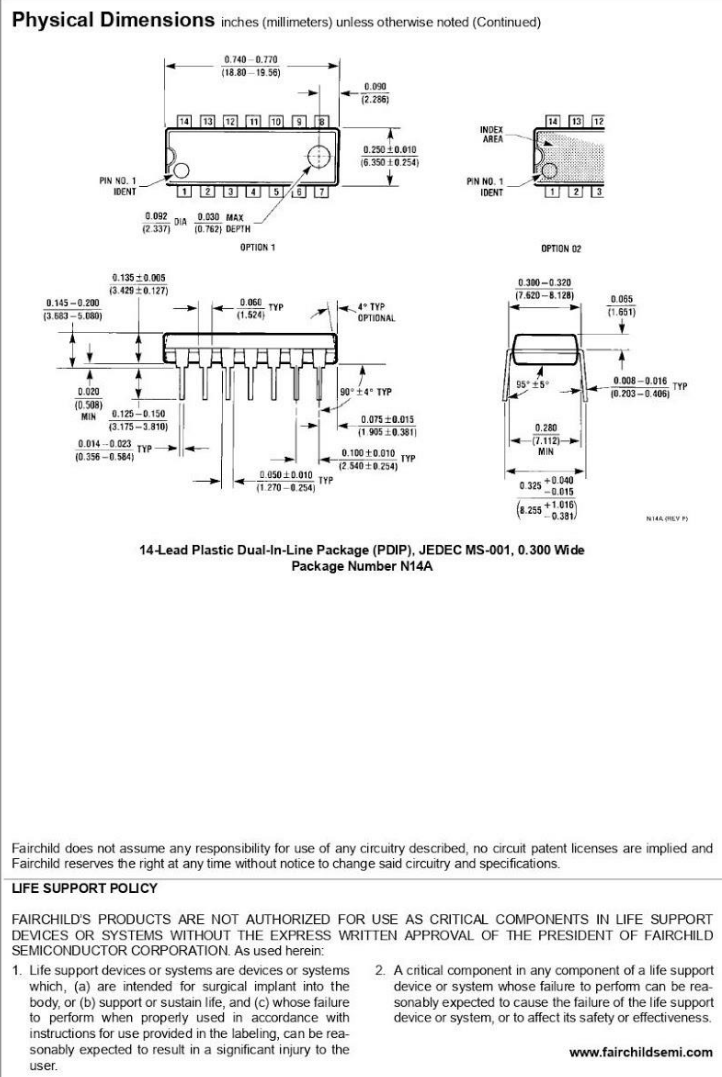 Physical Dimensions inches (millimeters) unless otherwise noted (Continued)
0.740 – 0.770
(18.80 – 19.56)
0.090
(2.286)
14 13 12 11 10 9 8
0.250 ± 0.010
(6.350 ± 0.254)
PIN NO. 1
IDENT
1 2 3 4 5 6 7
0.092
(2.337)
DIA
0.030
(0.762)
MAX
DEPTH
OPTION 1
14 13 12
INDEX
AREA
PIN NO. 1
IDENT
1 2 3
OPTION 02
0.135 ± 0.005
(3.429 ± 0.127)
0.145 – 0.200
(3.683 – 5.080)
0.060
(1.524)
TYP
4° TYP
OPTIONAL
0.300 – 0.320
(7.620 – 8.128)
0.065
(1.651)
0.020
(0.508)
MIN
0.125 – 0.150
(3.175 – 3.810)
0.014 – 0.023
(0.356 – 0.584)
TYP
90° ± 4° TYP
0.075 ± 0.015
(1.905 ± 0.381)
0.100 ± 0.010
(2.540 ± 0.254)
TYP
0.050 ± 0.010
(1.270 – 0.254)
TYP
95° ± 5°
0.008 – 0.016
(0.203 – 0.406)
TYP
0.280
(7.112)
MIN
0.325 +0.040
–0.015
(8.255 +1.016
–0.381)
N14A (REV F)
14-Lead Plastic Dual-In-Line Package (PDIP), JEDEC MS-001, 0.300 Wide
Package Number N14A
Fairchild does not assume any responsibility for use of any circuitry described, no circuit patent licenses are implied and
Fairchild reserves the right at any time without notice to change said circuitry and specifications.
LIFE SUPPORT POLICY
FAIRCHILD'S PRODUCTS ARE NOT AUTHORIZED FOR USE AS CRITICAL COMPONENTS IN LIFE SUPPORT
DEVICES OR SYSTEMS WITHOUT THE EXPRESS WRITTEN APPROVAL OF THE PRESIDENT OF FAIRCHILD
SEMICONDUCTOR CORPORATION. As used herein:
1. Life support devices or systems are devices or systems
which, (a) are intended for surgical implant into the
body, or (b) support or sustain life, and (c) whose failure
to perform when properly used in accordance with
instructions for use provided in the labeling, can be rea-
sonably expected to result in a significant injury to the
user.
2. A critical component in any component of a life support
device or system whose failure to perform can be rea-
sonably expected to cause the failure of the life support
device or system, or to affect its safety or effectiveness.
www.fairchildsemi.com